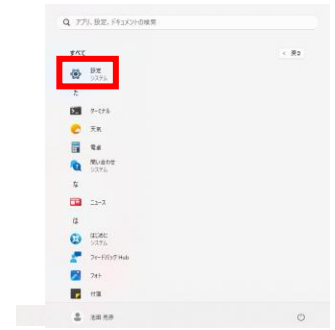 アプリ、設定、ドキュメントの検索
すべて
< 戻る
設定
システム
た
ターミナル
天気
電卓
問い合わせ
システム
な
ニュース
は
はじめに
システム
フィードバック Hub
フォト
付箋